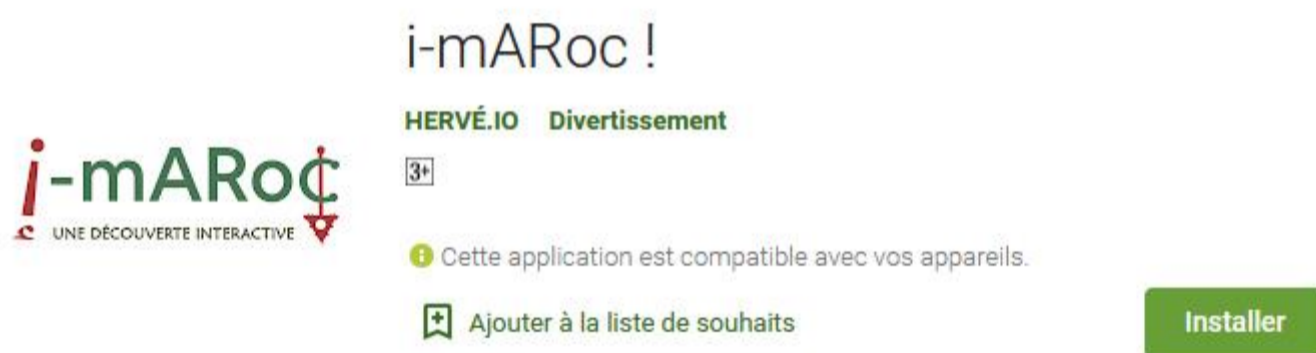 i-mARoc !
HERVÉ.IO Divertissement
3+
i-mARoc
UNE DÉCOUVERTE INTERACTIVE
Cette application est compatible avec vos appareils.
Ajouter à la liste de souhaits
Installer